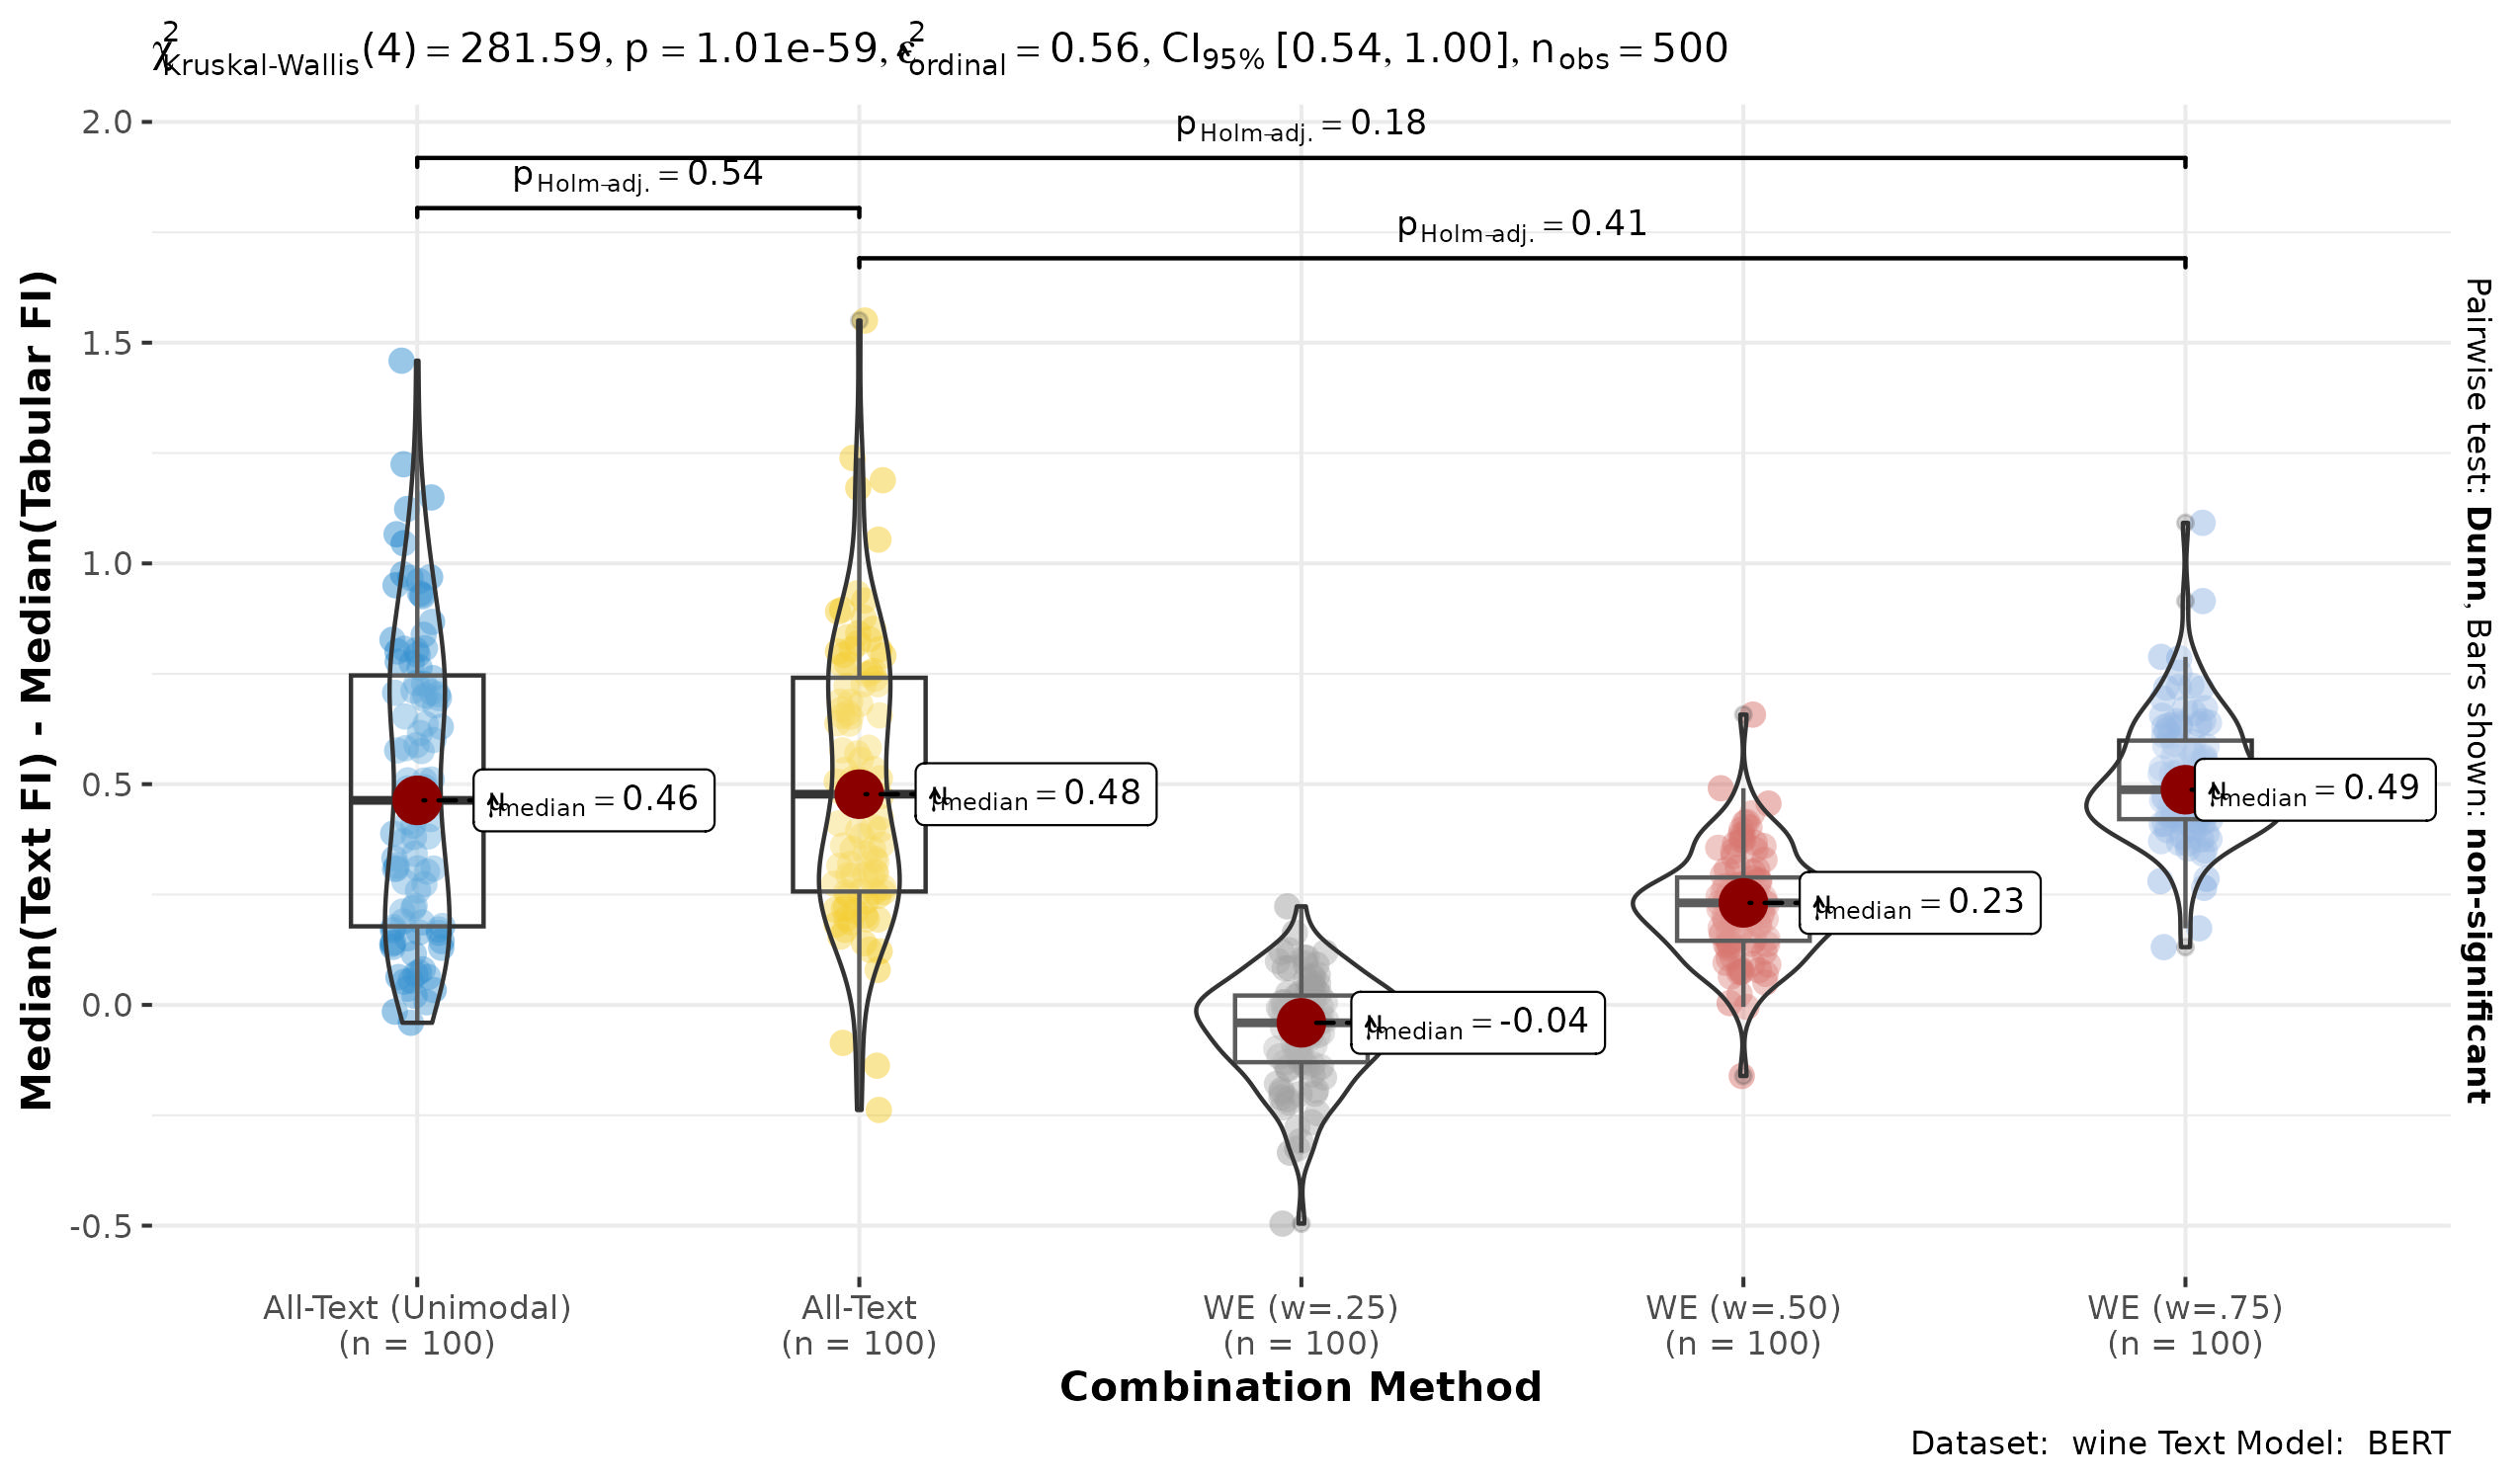 χ²Kruskal-Wallis(4) = 281.59, p = 1.01e-59, ε²ordinal = 0.56, CI95% [0.54, 1.00], nobs = 500
pHolm-adj. = 0.18
pHolm-adj. = 0.54
pHolm-adj. = 0.41
Median(Text FI) - Median(Tabular FI)
2.0
1.5
1.0
0.5
0.0
-0.5
μ̂median = 0.46
μ̂median = 0.48
μ̂median = -0.04
μ̂median = 0.23
μ̂median = 0.49
Pairwise test: Dunn, Bars shown: non-significant
All-Text (Unimodal)
(n = 100)
All-Text
(n = 100)
WE (w=.25)
(n = 100)
WE (w=.50)
(n = 100)
WE (w=.75)
(n = 100)
Combination Method
Dataset: wine Text Model: BERT